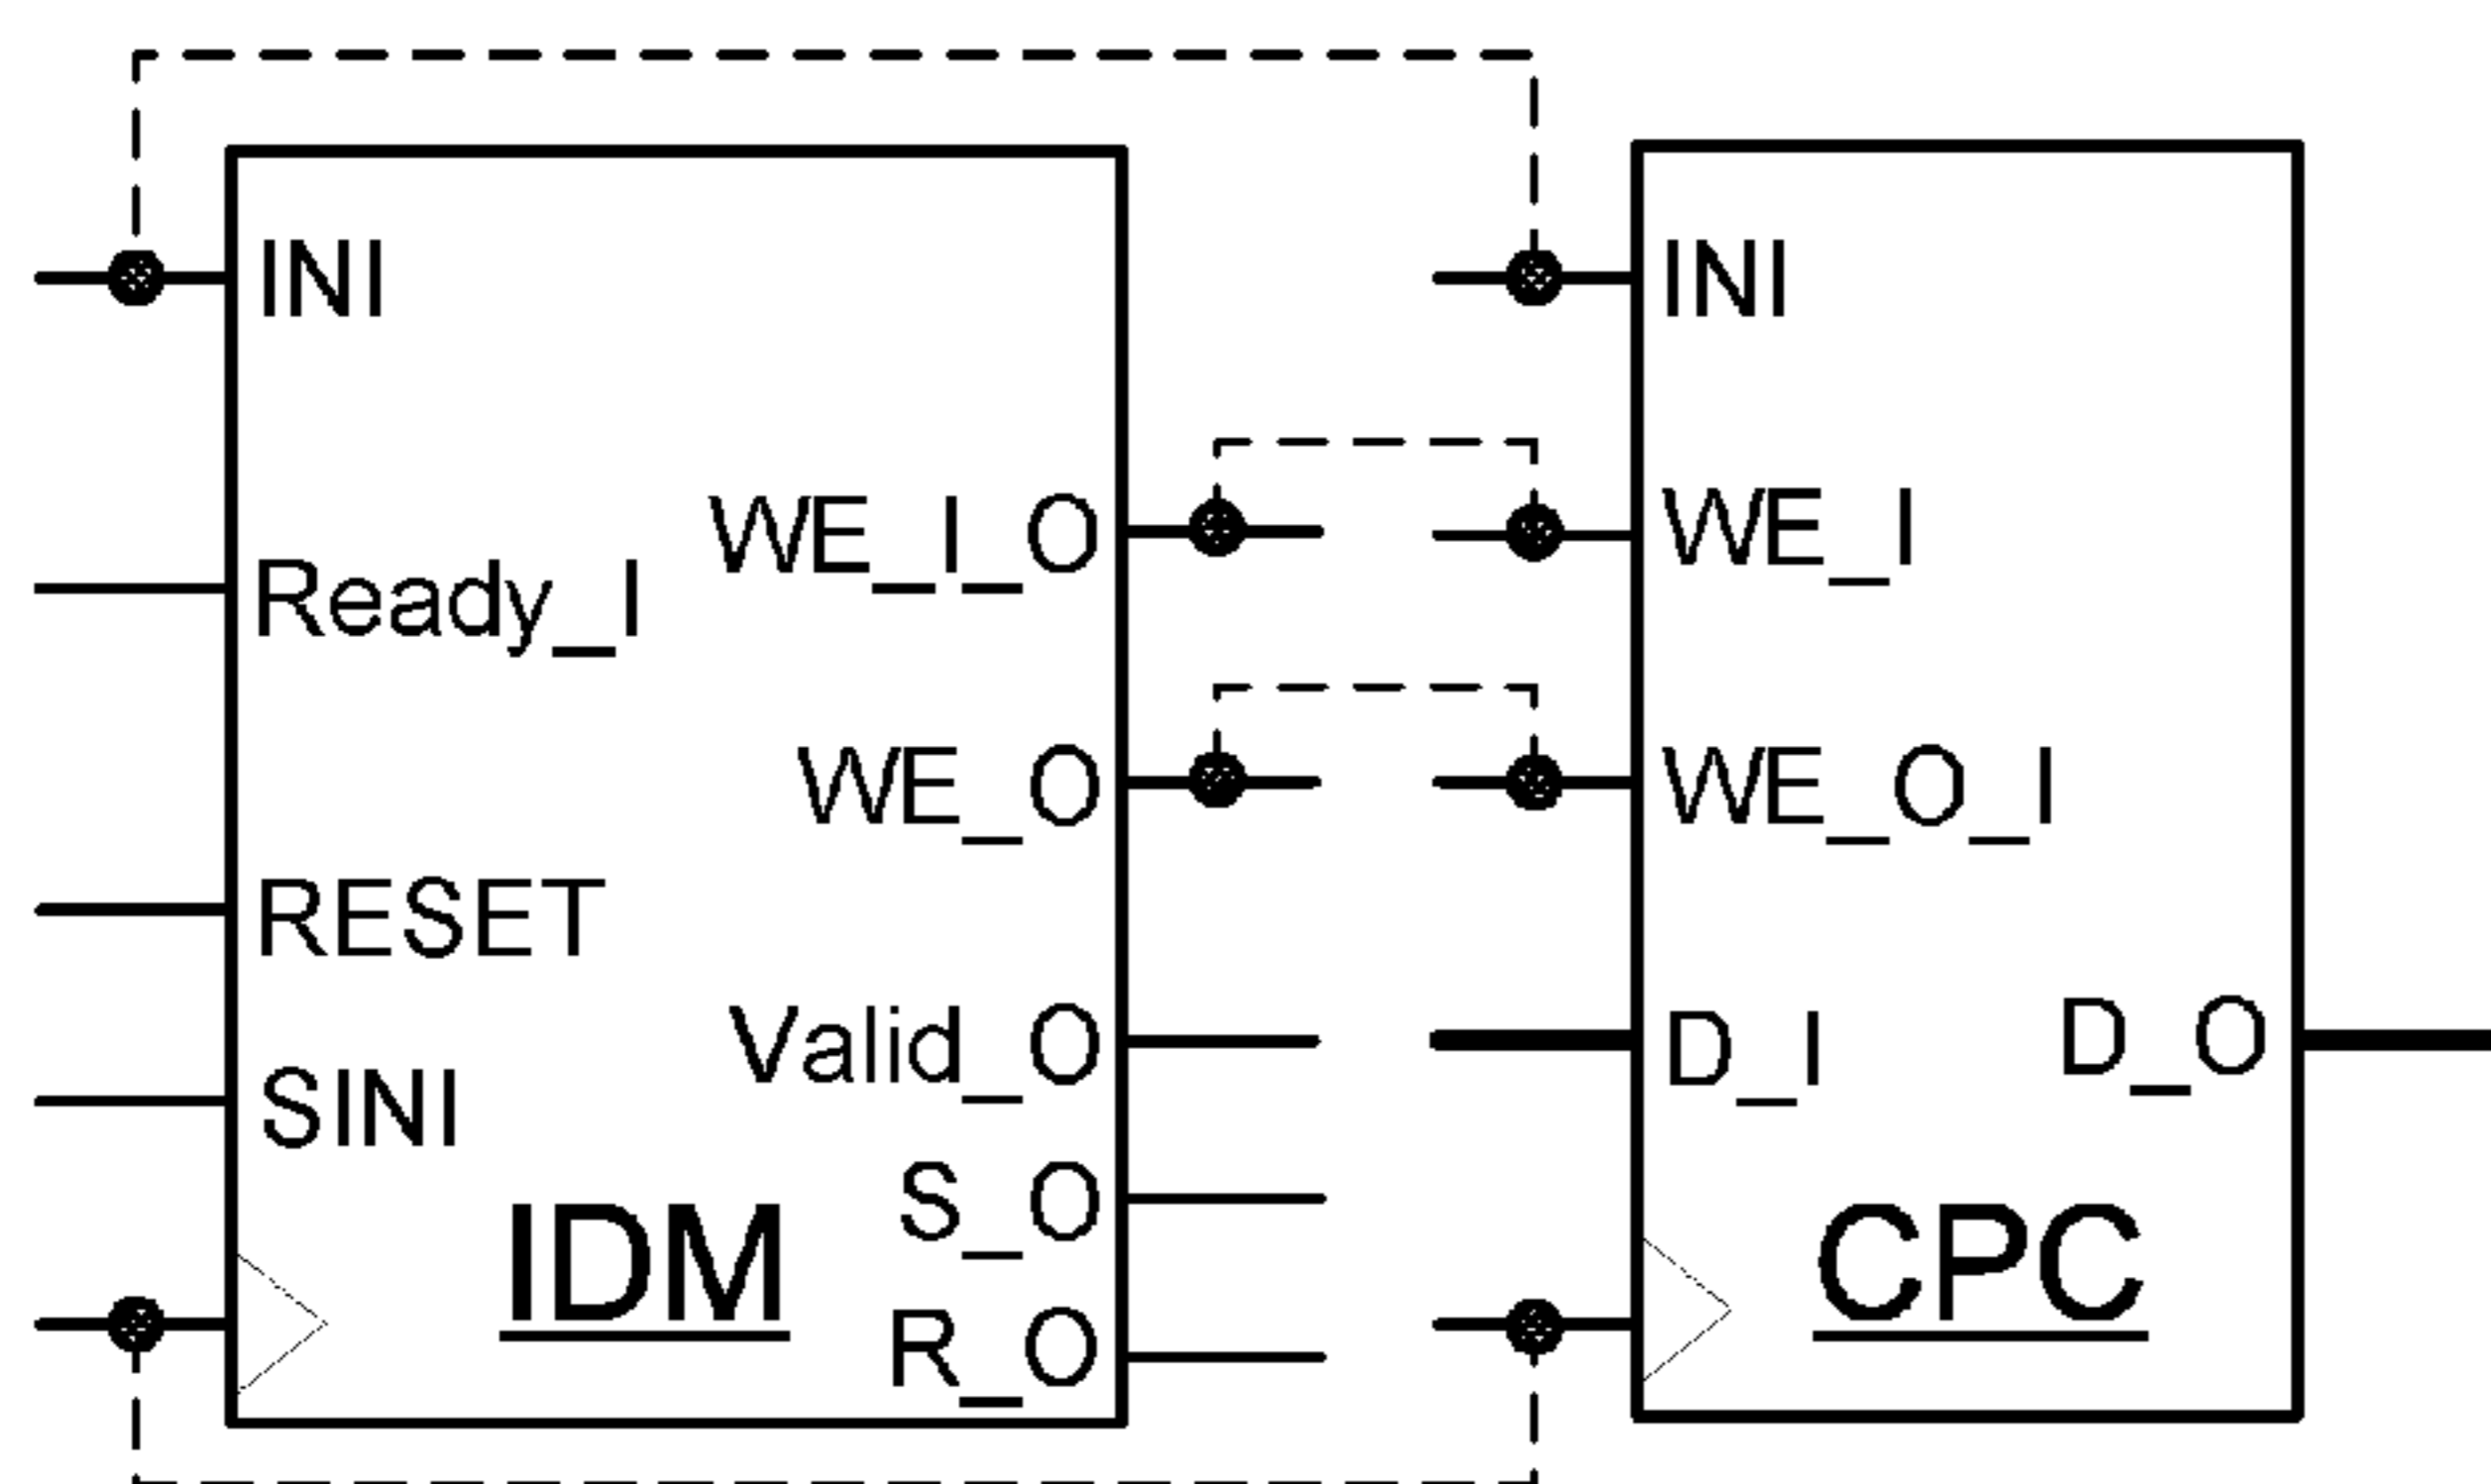 INI
Ready_I
RESET
SINI
WE_I_O
WE_O
Valid_O
S_O
R_O
IDM
INI
WE_I
WE_O_I
D_I
D_O
CPC